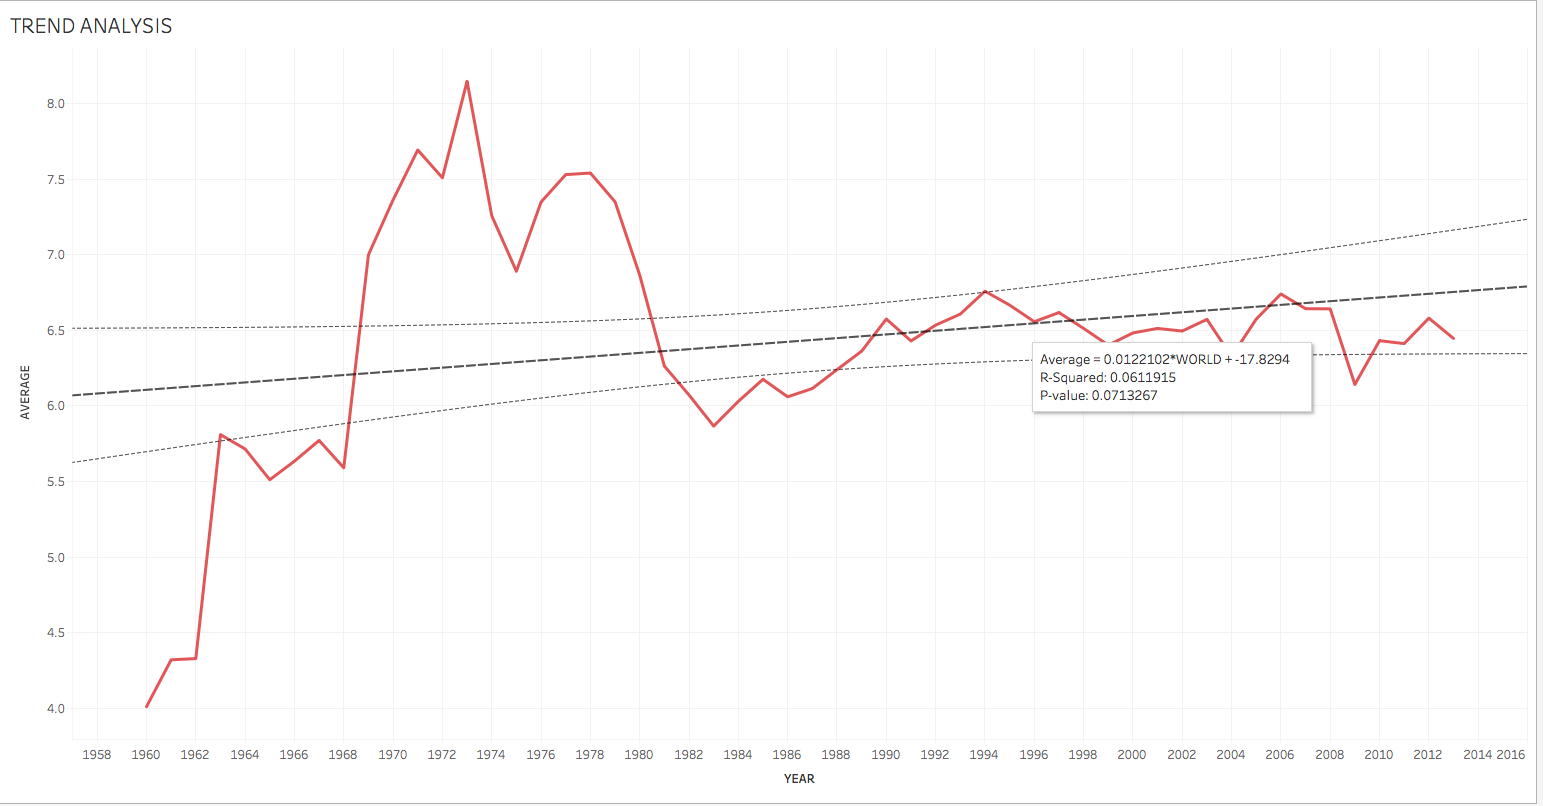 TREND ANALYSIS
8.0
7.5
7.0
6.5
6.0
5.5
5.0
4.5
4.0
AVERAGE
Average = 0.0122102*WORLD + -17.8294
R-Squared: 0.0611915
P-value: 0.0713267
1958 1960 1962 1964 1966 1968 1970 1972 1974 1976 1978 1980 1982 1984 1986 1988 1990 1992 1994 1996 1998 2000 2002 2004 2006 2008 2010 2012 2014 2016
YEAR